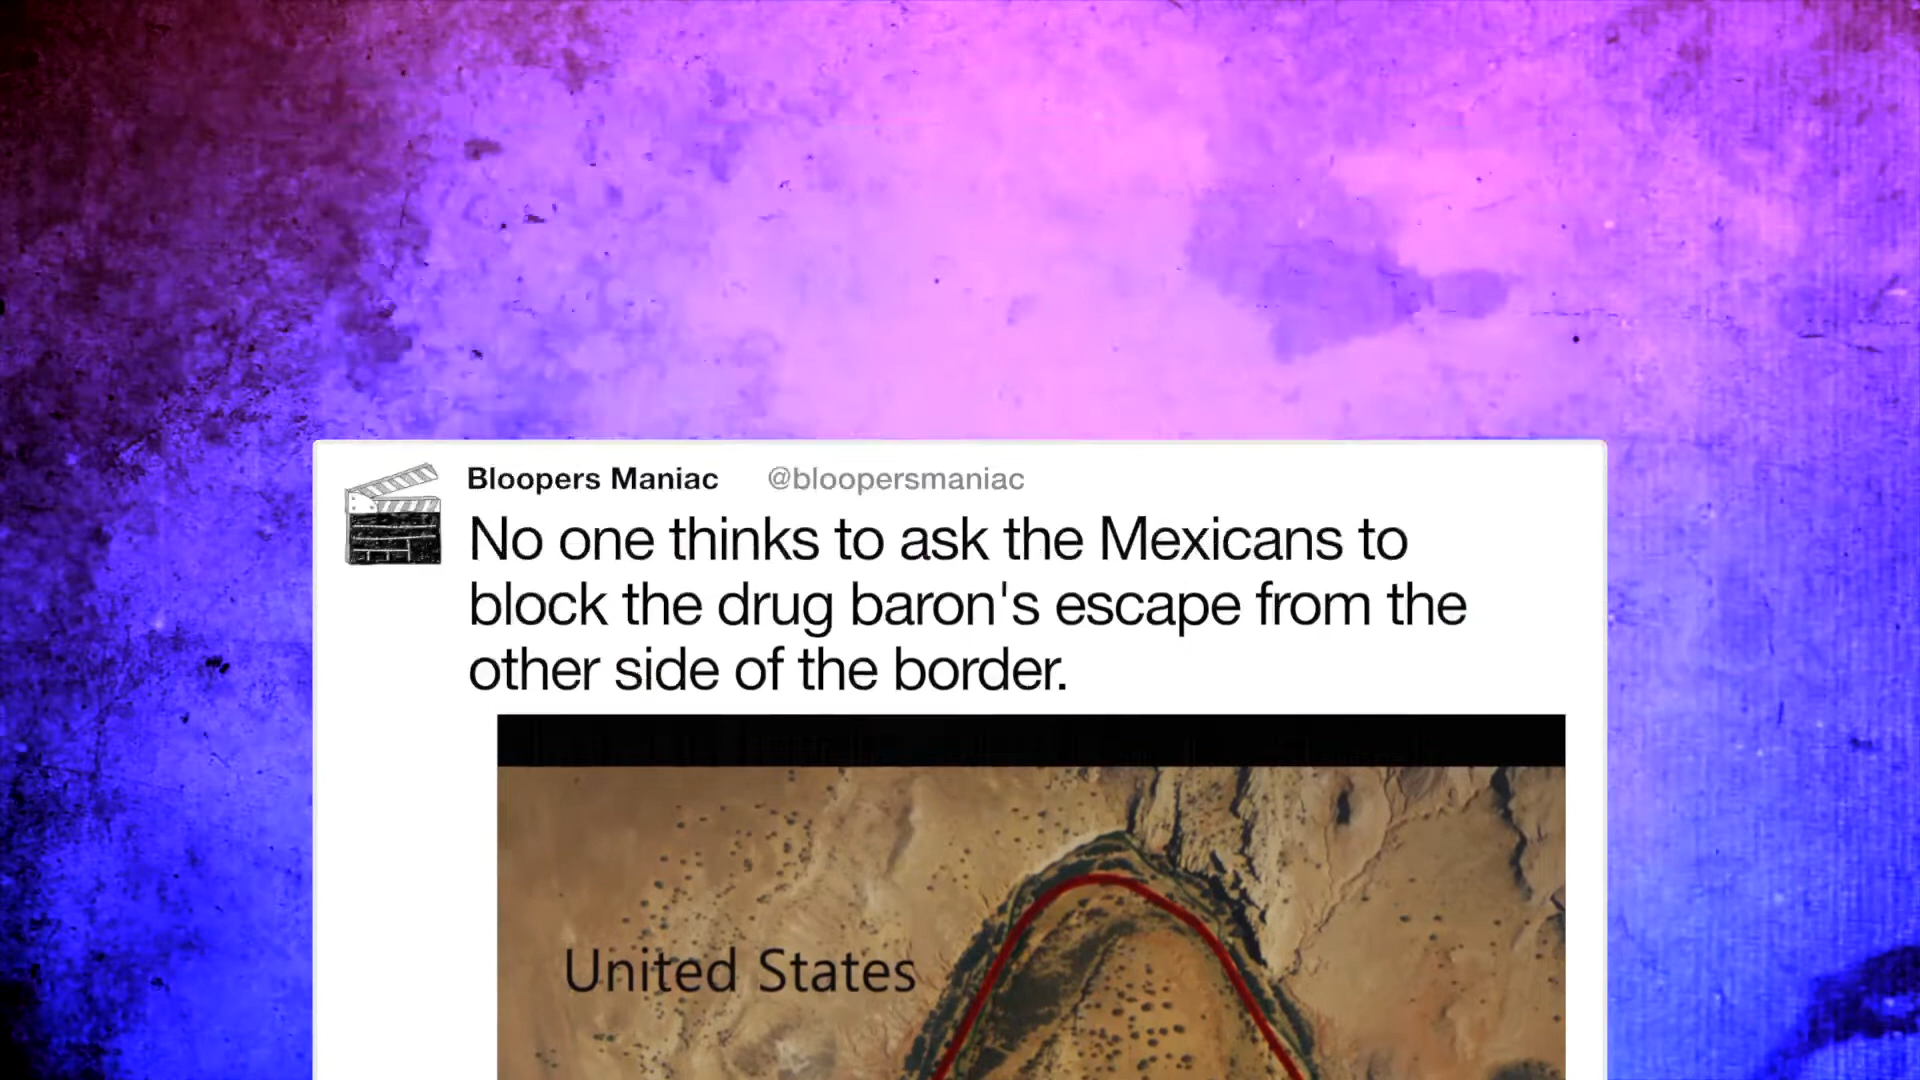 Bloopers Maniac @bloopersmaniac
No one thinks to ask the Mexicans to
block the drug baron's escape from the
other side of the border.
United States